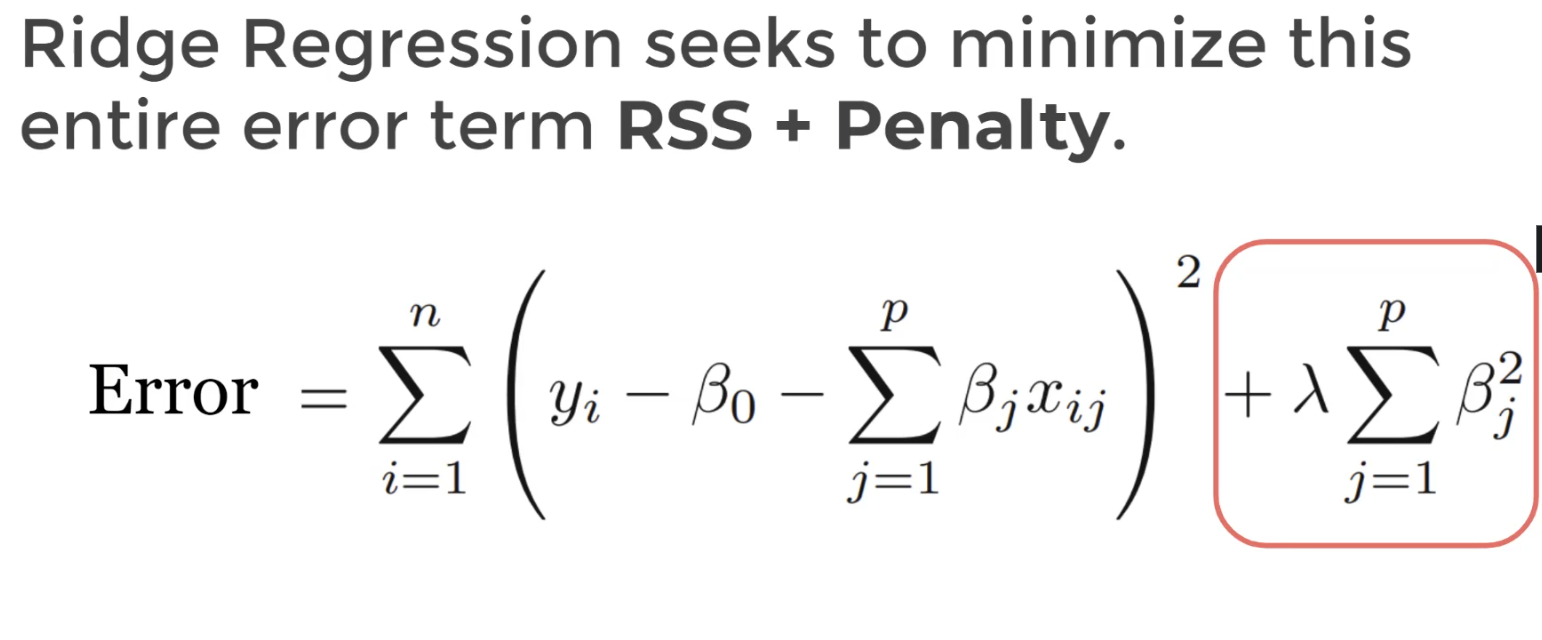 Ridge Regression seeks to minimize this
entire error term RSS + Penalty.
Error = \sum_{i=1}^{n} \left( y_i - \beta_0 - \sum_{j=1}^{p} \beta_j x_{ij} \right)^2 + \lambda \sum_{j=1}^{p} \beta_j^2